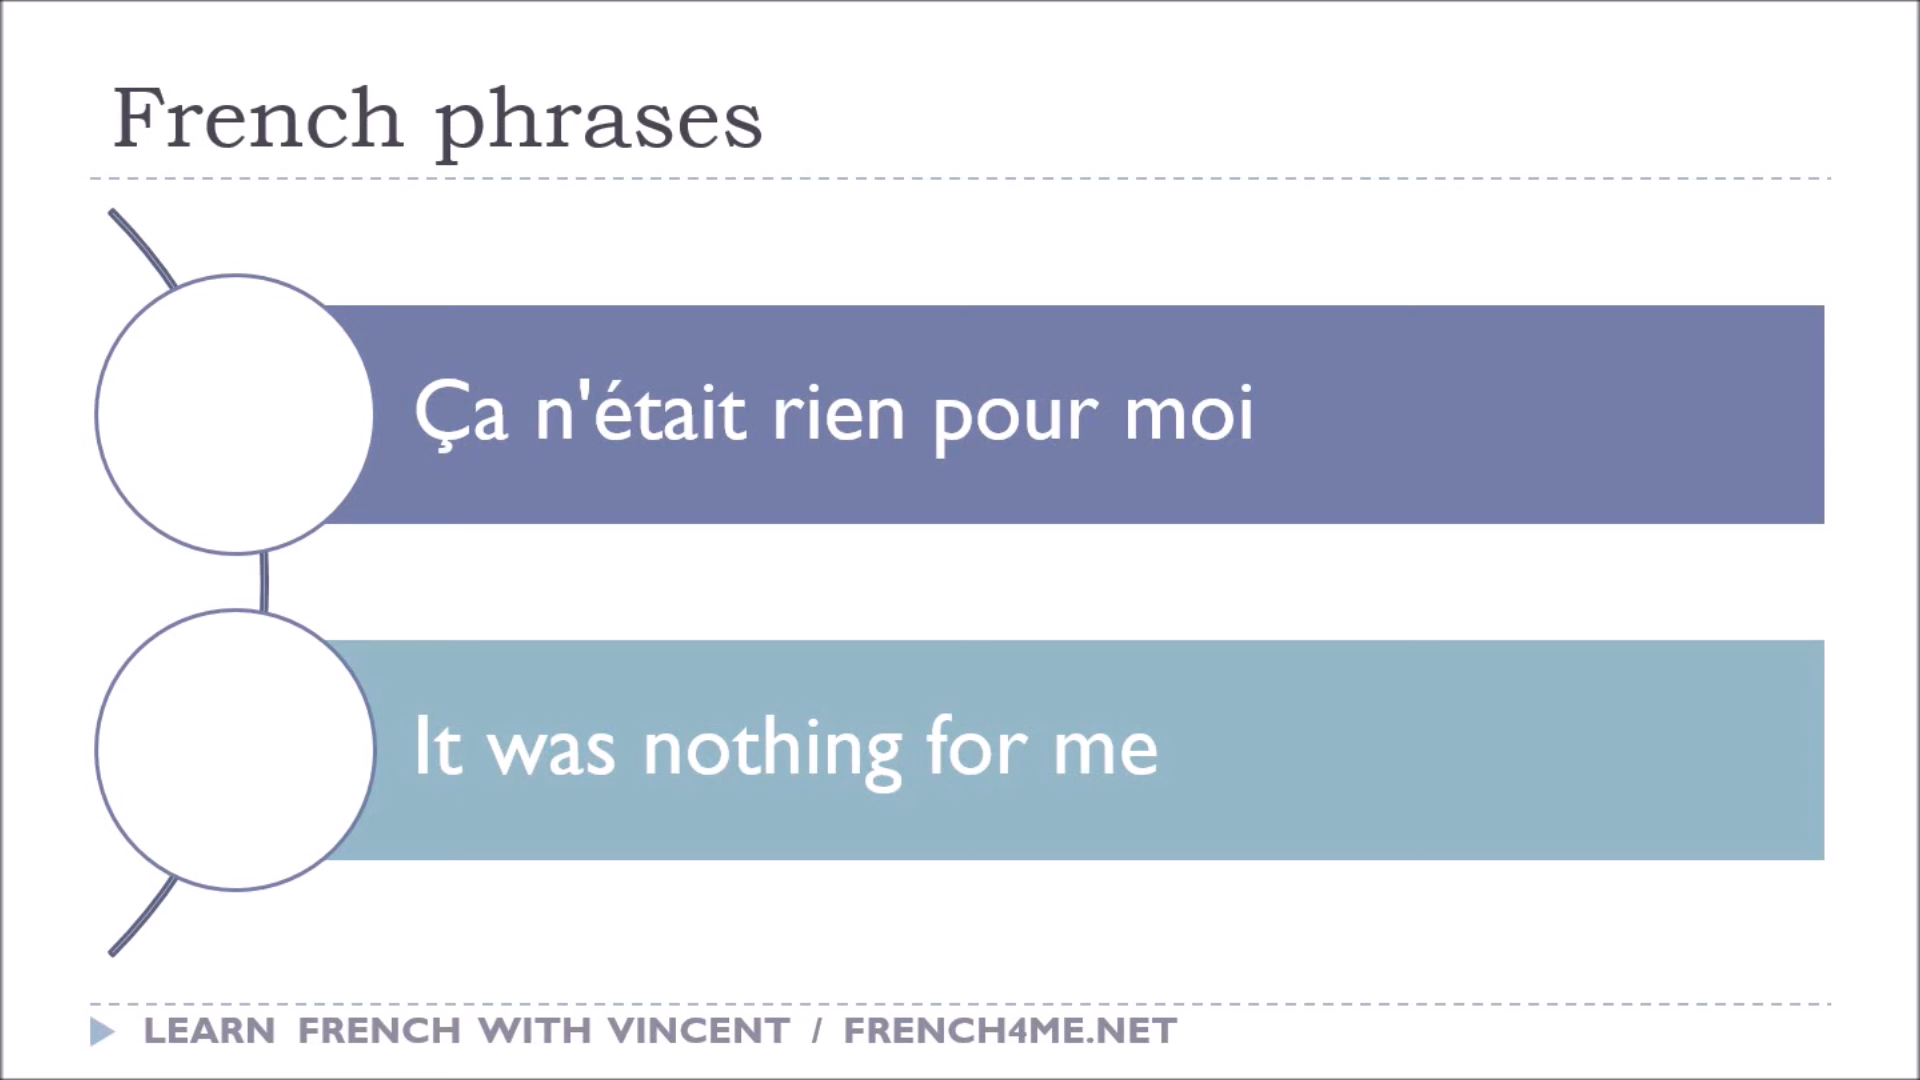 French phrases
Ça n'était rien pour moi
It was nothing for me
LEARN FRENCH WITH VINCENT / FRENCH4ME.NET